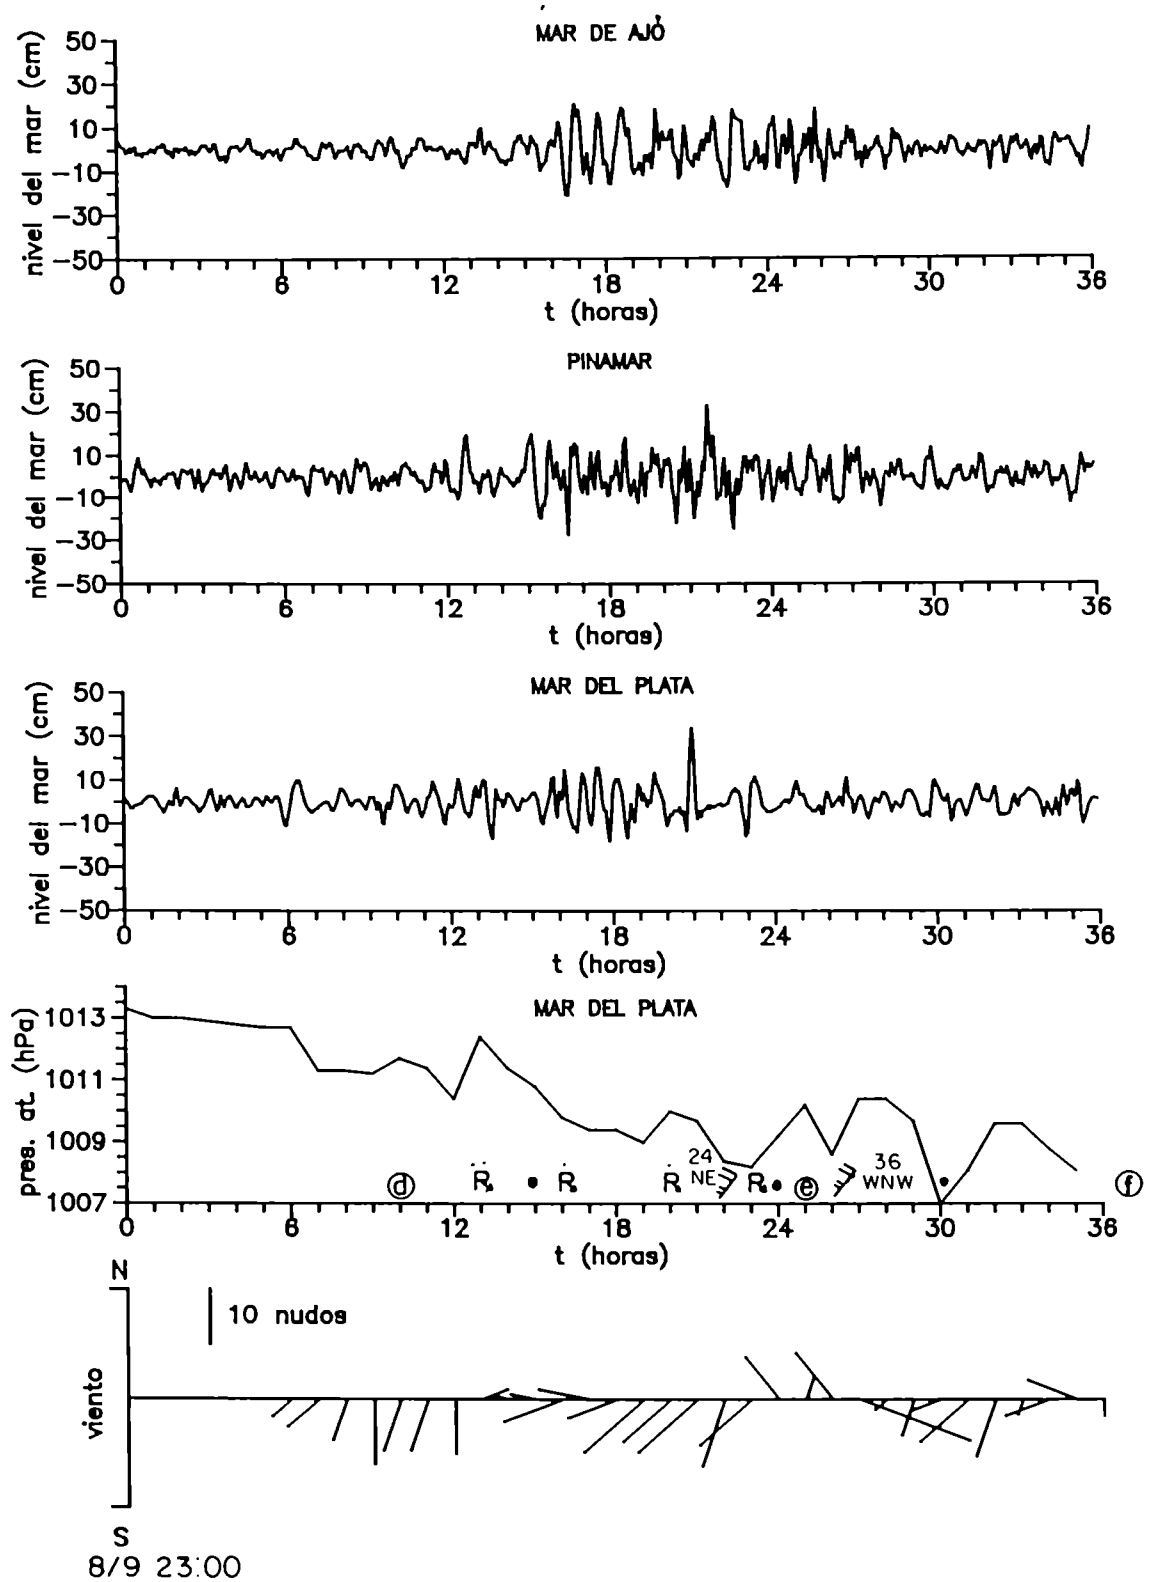 MAR DE AJÓ
nivel del mar (cm)
50
30
10
−10
−30
−50
0 6 12 18 24 30 36
t (horas)
PINAMAR
nivel del mar (cm)
50
30
10
−10
−30
−50
0 6 12 18 24 30 36
t (horas)
MAR DEL PLATA
nivel del mar (cm)
50
30
10
−10
−30
−50
0 6 12 18 24 30 36
t (horas)
MAR DEL PLATA
pres. at. (hPa)
1013
1011
1009
1007
24
NE
36
WNW
d R R R R e f
0 6 12 18 24 30 36
t (horas)
N
10 nudos
viento
S
8/9 23:00